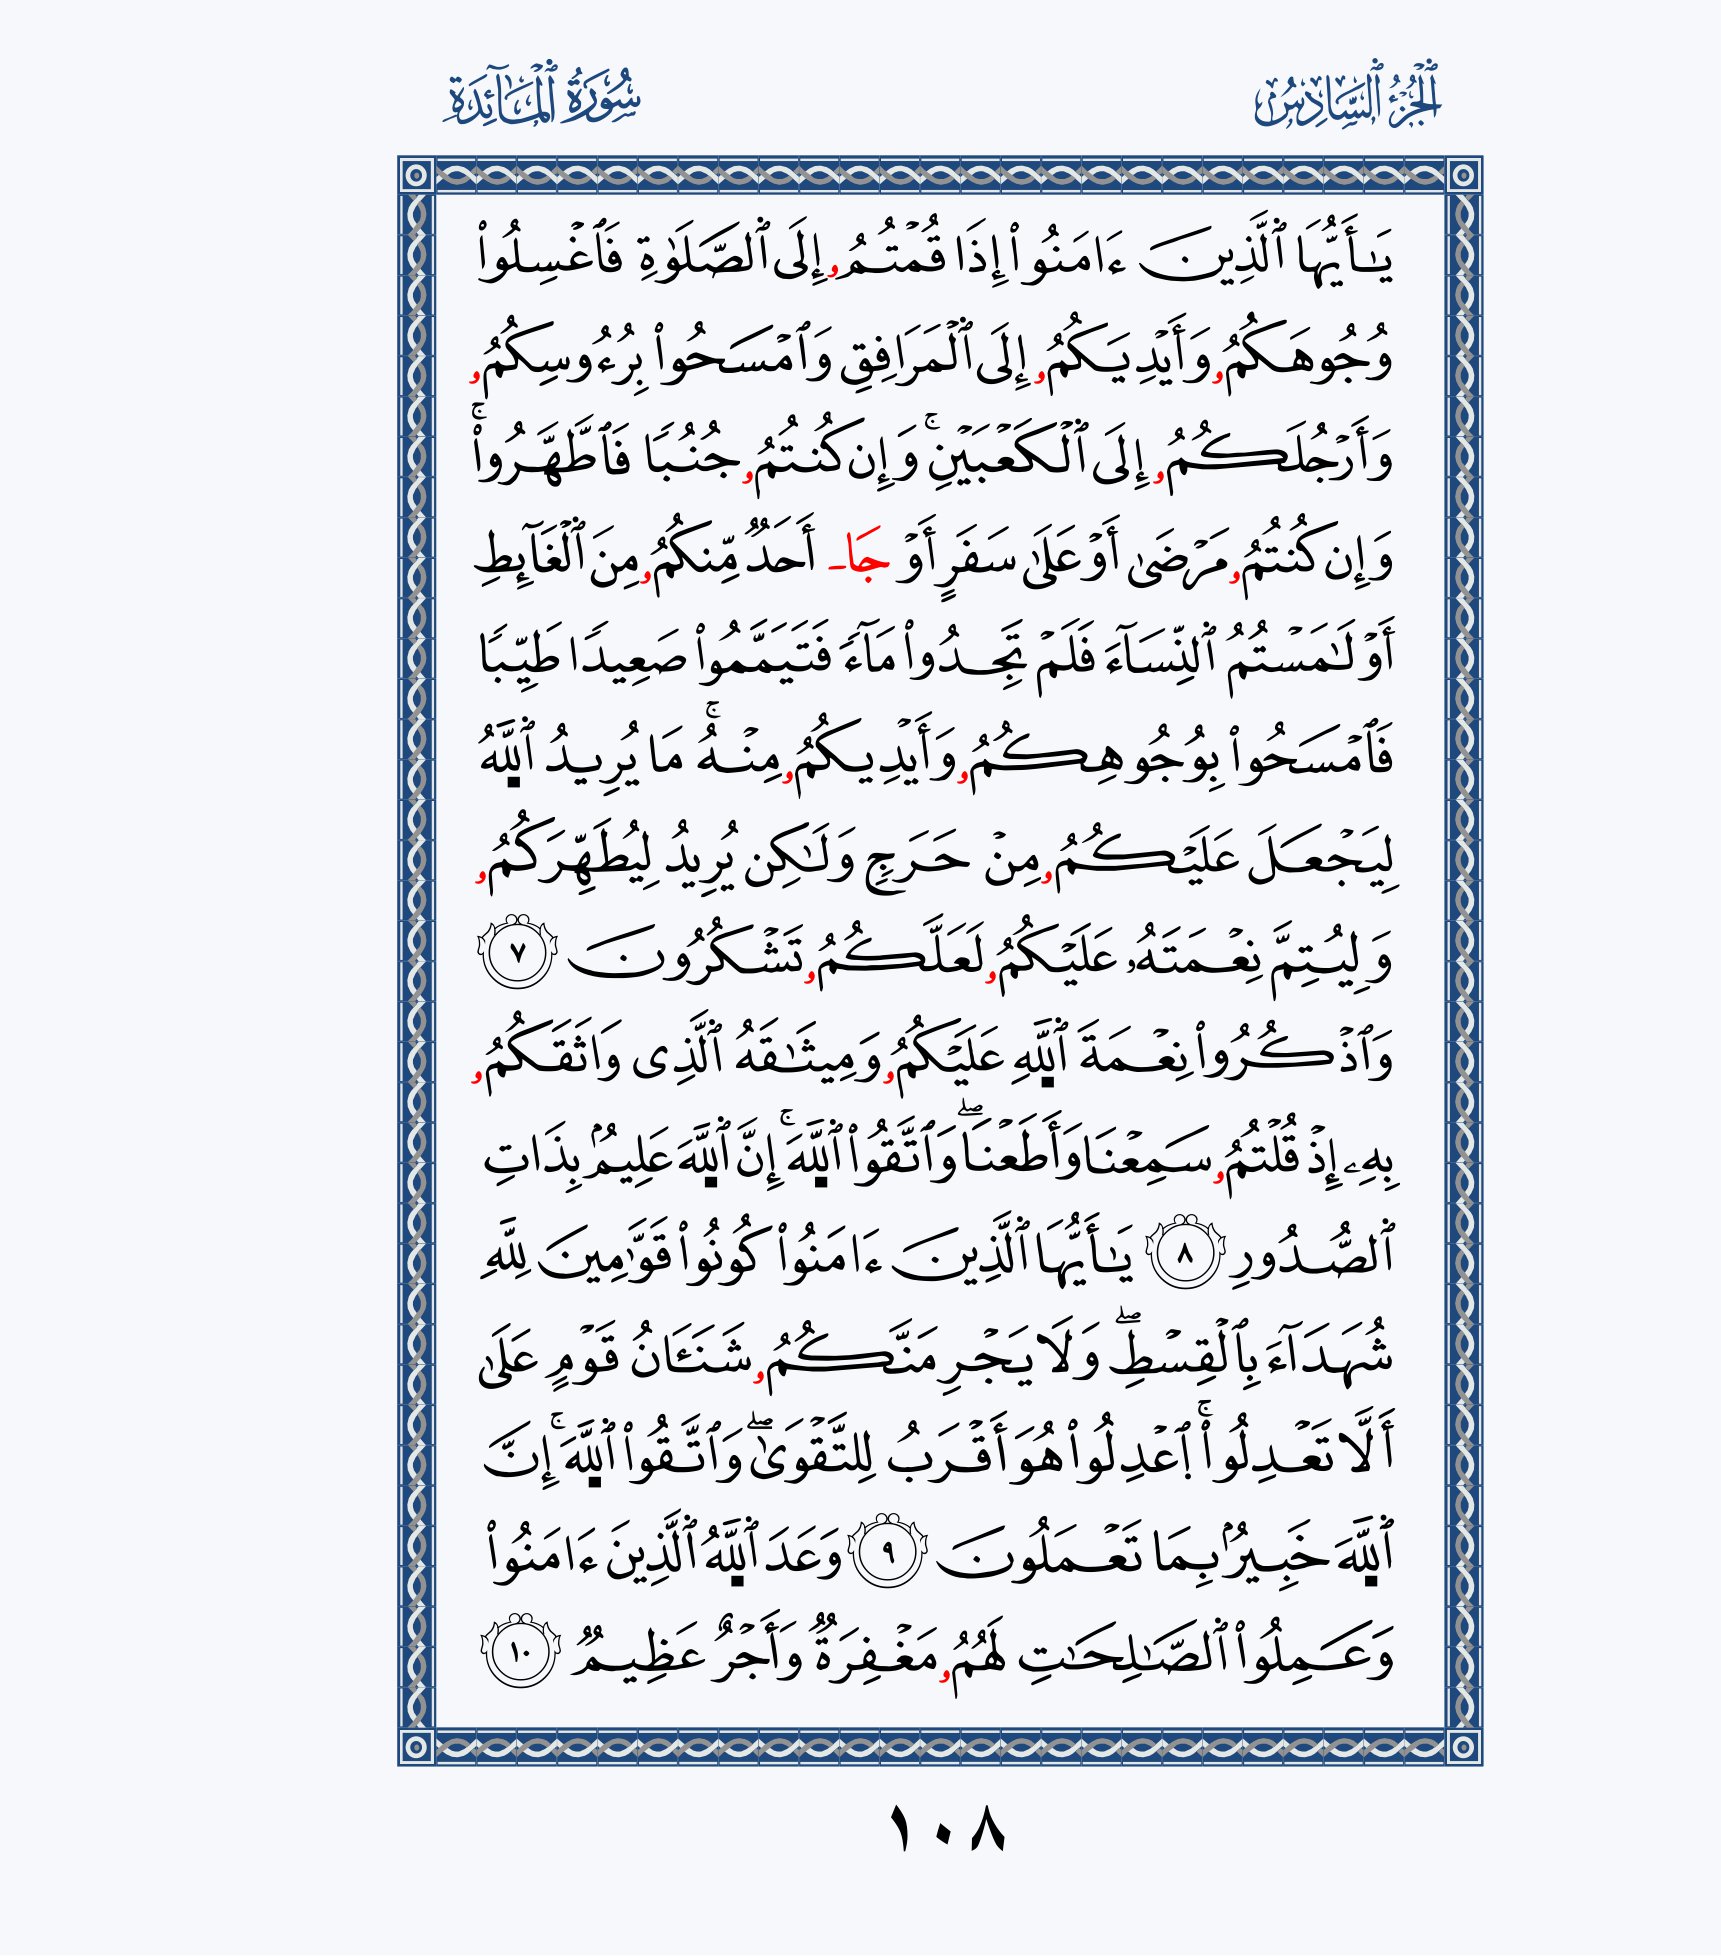 ٱلْجُزْءُ ٱلسَّادِسُ
سُورَةُ ٱلْمَآئِدَةِ
يَـٰٓأَيُّهَا ٱلَّذِينَ ءَامَنُوٓا۟ إِذَا قُمْتُمُۥ إِلَى ٱلصَّلَوٰةِ فَٱغْسِلُوا۟
وُجُوهَكُمُۥ وَأَيْدِيَكُمُۥ إِلَى ٱلْمَرَافِقِ وَٱمْسَحُوا۟ بِرُءُوسِكُمُۥ
وَأَرْجُلَكُمُۥ إِلَى ٱلْكَعْبَيْنِ ۚ وَإِن كُنتُمُۥ جُنُبًا فَٱطَّهَّرُوا۟ ۚ
وَإِن كُنتُمُۥ مَرْضَىٰ أَوْ عَلَىٰ سَفَرٍ أَوْ جَا أَحَدٌ مِّنكُمُۥ مِنَ ٱلْغَآئِطِ
أَوْ لَـٰمَسْتُمُ ٱلنِّسَآءَ فَلَمْ تَجِدُوا۟ مَآءً فَتَيَمَّمُوا۟ صَعِيدًا طَيِّبًا
فَٱمْسَحُوا۟ بِوُجُوهِكُمُۥ وَأَيْدِيكُمُۥ مِنْهُ ۚ مَا يُرِيدُ ٱللَّهُ
لِيَجْعَلَ عَلَيْكُمُۥ مِنْ حَرَجٍ وَلَـٰكِن يُرِيدُ لِيُطَهِّرَكُمُۥ
وَلِيُتِمَّ نِعْمَتَهُۥ عَلَيْكُمُۥ لَعَلَّكُمُۥ تَشْكُرُونَ ٧
وَٱذْكُرُوا۟ نِعْمَةَ ٱللَّهِ عَلَيْكُمُۥ وَمِيثَـٰقَهُ ٱلَّذِى وَاثَقَكُمُۥ
بِهِۦ إِذْ قُلْتُمُۥ سَمِعْنَا وَأَطَعْنَا ۖ وَٱتَّقُوا۟ ٱللَّهَ ۚ إِنَّ ٱللَّهَ عَلِيمٌۢ بِذَاتِ
ٱلصُّدُورِ ٨ يَـٰٓأَيُّهَا ٱلَّذِينَ ءَامَنُوا۟ كُونُوا۟ قَوَّٰمِينَ لِلَّهِ
شُهَدَآءَ بِٱلْقِسْطِ ۖ وَلَا يَجْرِمَنَّكُمُۥ شَنَـَٔانُ قَوْمٍ عَلَىٰ
أَلَّا تَعْدِلُوا۟ ۚ ٱعْدِلُوا۟ هُوَ أَقْرَبُ لِلتَّقْوَىٰ ۖ وَٱتَّقُوا۟ ٱللَّهَ ۚ إِنَّ
ٱللَّهَ خَبِيرٌۢ بِمَا تَعْمَلُونَ ٩ وَعَدَ ٱللَّهُ ٱلَّذِينَ ءَامَنُوا۟
وَعَمِلُوا۟ ٱلصَّـٰلِحَـٰتِ لَهُمُۥ مَغْفِرَةٌ وَأَجْرٌ عَظِيمٌ ١٠
١٠٨